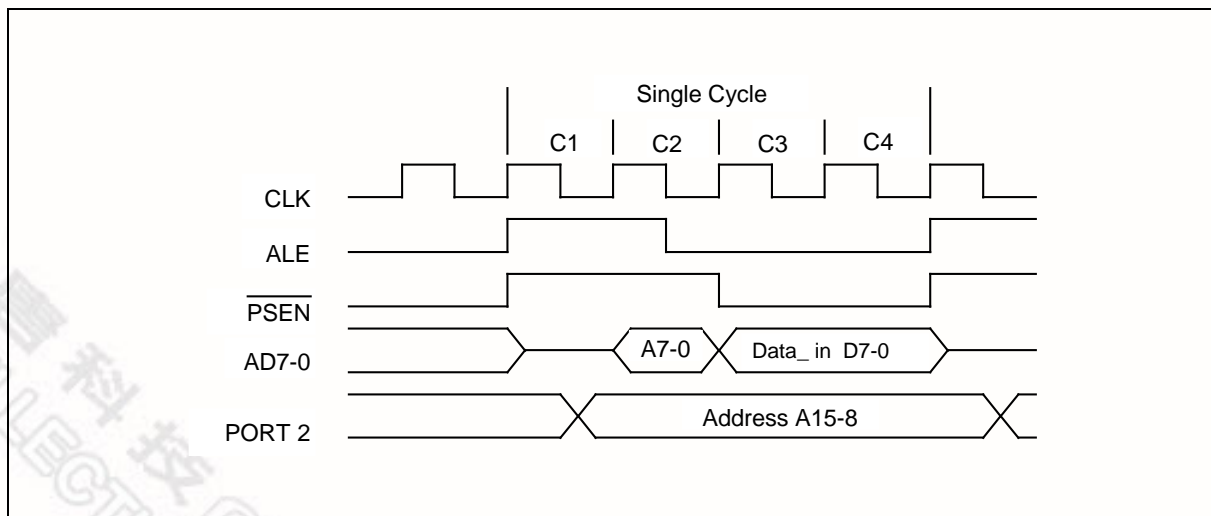 Single Cycle
C1 C2 C3 C4
CLK
ALE
PSEN
AD7-0 A7-0 Data_ in D7-0
PORT 2 Address A15-8